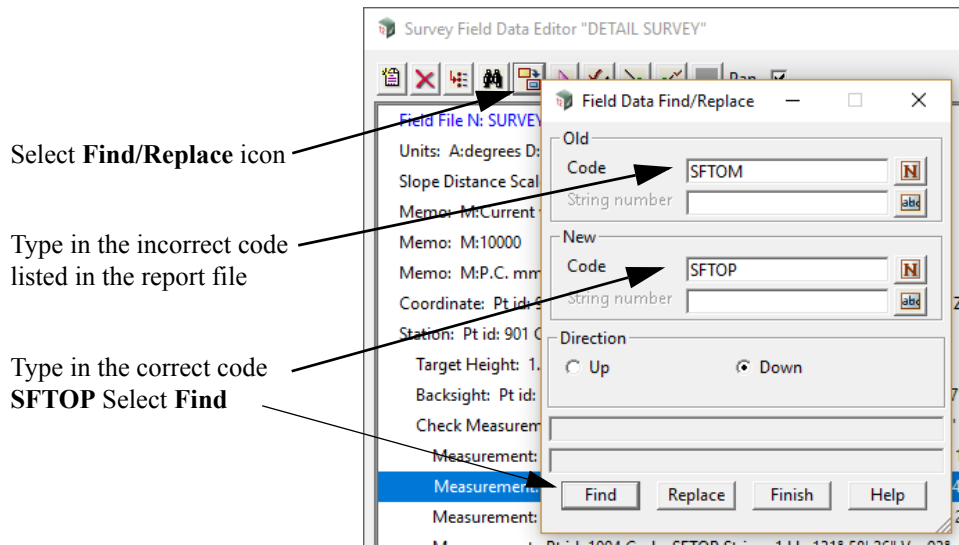 Survey Field Data Editor "DETAIL SURVEY"
Field Data Find/Replace
Field File N: SURVEY
Select Find/Replace icon
Units: A:degrees D:
Slope Distance Scal
Memo: M:Current
Memo: M:10000
Memo: M:P.C. mm
Coordinate: Pt id:
Station: Pt id: 901
Target Height: 1.
Backsight: Pt id:
Check Measurem
Measurement:
Measurement:
Measurement:
Type in the incorrect code
listed in the report file
Type in the correct code
SFTOP Select Find
Old
Code SFTOM N
String number abc
New
Code SFTOP N
String number abc
Direction
Up Down
Find Replace Finish Help